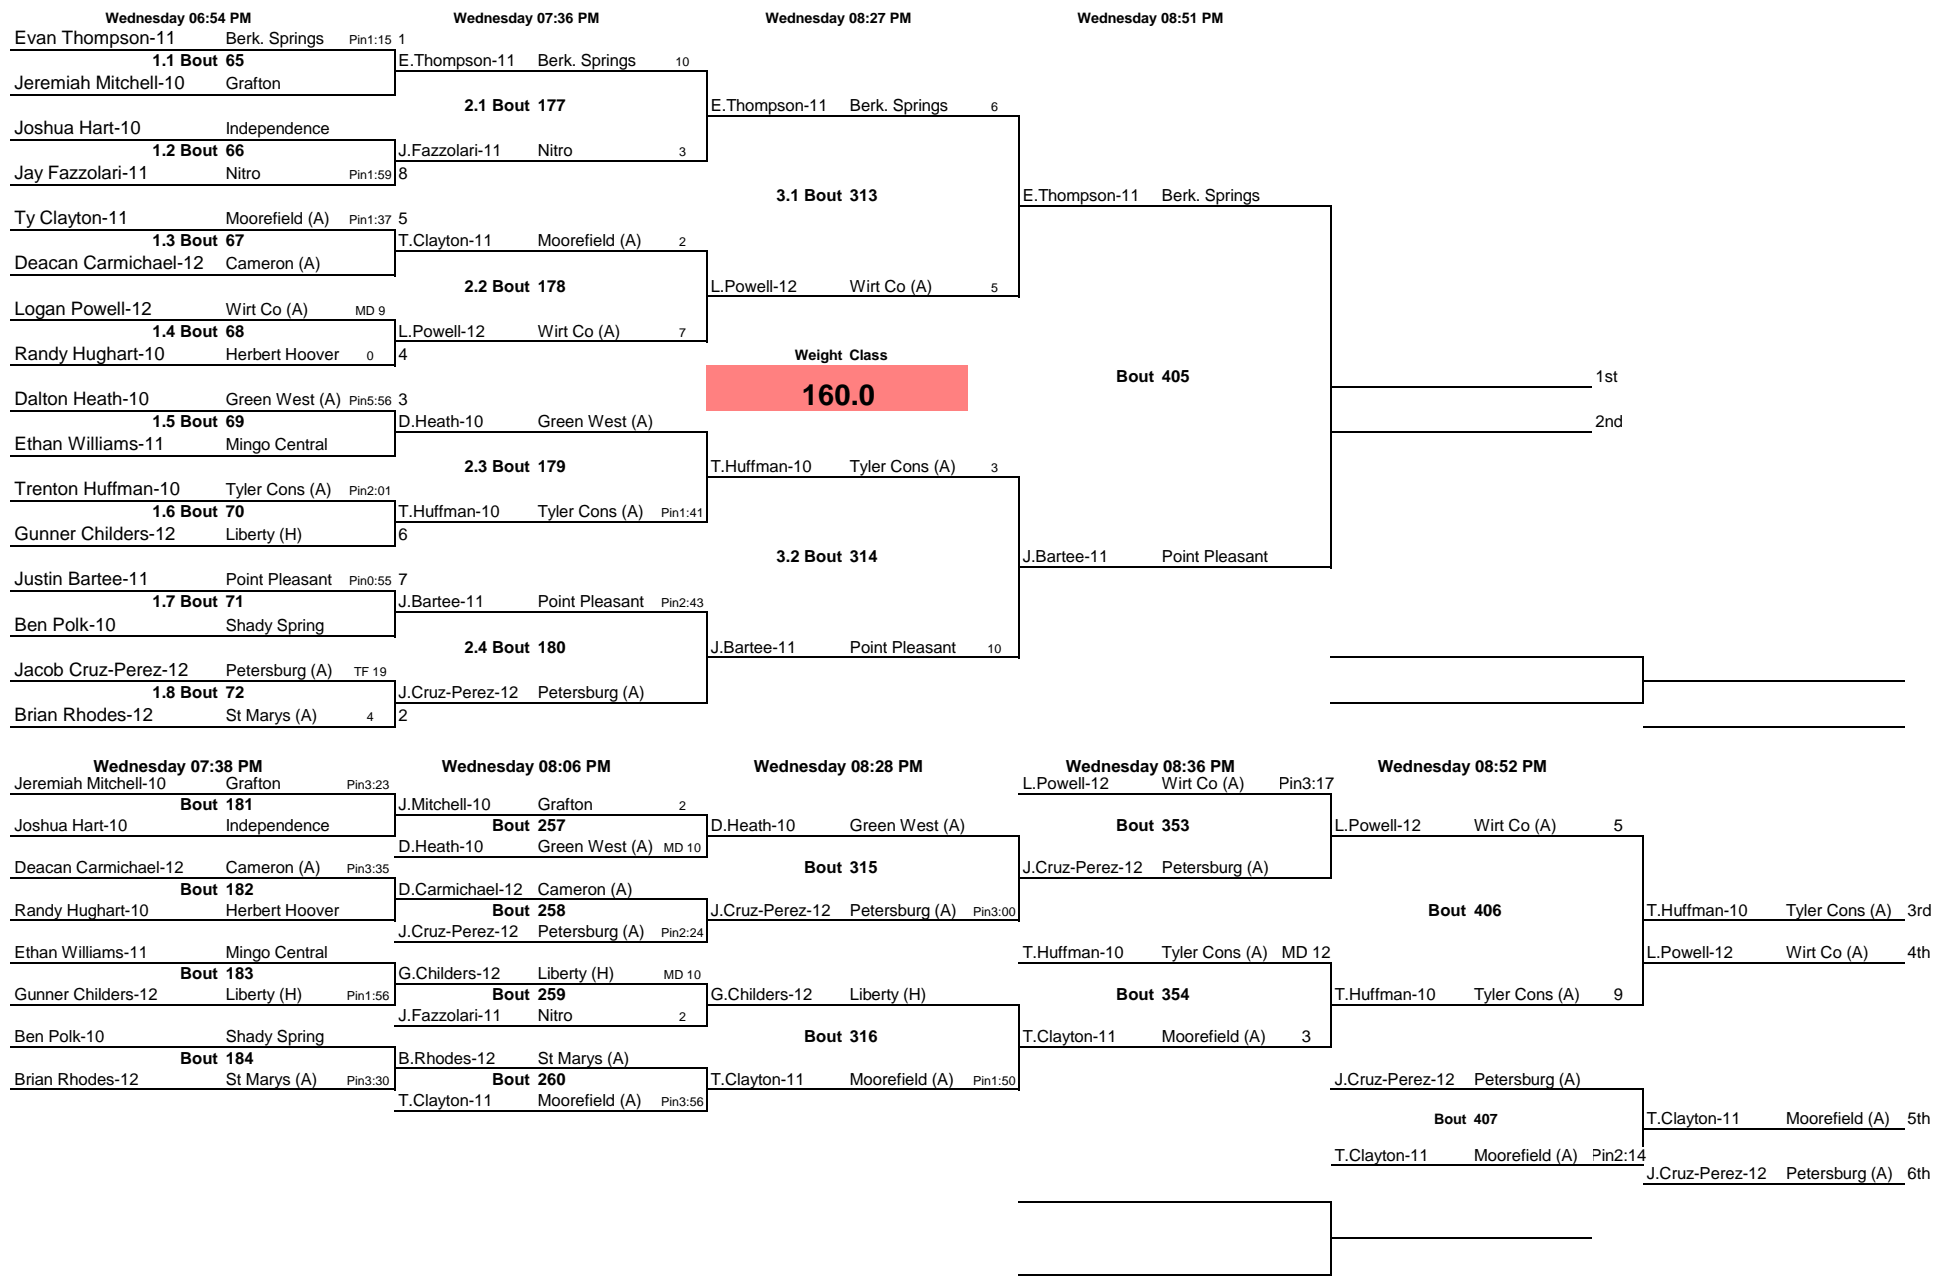 Wednesday 06:54 PM Wednesday 07:36 PM Wednesday 08:27 PM Wednesday 08:51 PM
Evan Thompson-11 Berk. Springs Pin1:15 1
1.1 Bout 65 E.Thompson-11 Berk. Springs 10
Jeremiah Mitchell-10 Grafton
2.1 Bout 177 E.Thompson-11 Berk. Springs 6
Joshua Hart-10 Independence
1.2 Bout 66 J.Fazzolari-11 Nitro 3
Jay Fazzolari-11 Nitro Pin1:59 8
3.1 Bout 313 E.Thompson-11 Berk. Springs
Ty Clayton-11 Moorefield (A) Pin1:37 5
1.3 Bout 67 T.Clayton-11 Moorefield (A) 2
Deacan Carmichael-12 Cameron (A)
2.2 Bout 178 L.Powell-12 Wirt Co (A) 5
Logan Powell-12 Wirt Co (A) MD 9
1.4 Bout 68 L.Powell-12 Wirt Co (A) 7
Randy Hughart-10 Herbert Hoover 0 4 Weight Class
Bout 405 1st
160.0
Dalton Heath-10 Green West (A) Pin5:56 3
1.5 Bout 69 D.Heath-10 Green West (A) 2nd
Ethan Williams-11 Mingo Central
2.3 Bout 179 T.Huffman-10 Tyler Cons (A) 3
Trenton Huffman-10 Tyler Cons (A) Pin2:01
1.6 Bout 70 T.Huffman-10 Tyler Cons (A) Pin1:41
Gunner Childers-12 Liberty (H) 6
3.2 Bout 314 J.Bartee-11 Point Pleasant
Justin Bartee-11 Point Pleasant Pin0:55 7
1.7 Bout 71 J.Bartee-11 Point Pleasant Pin2:43
Ben Polk-10 Shady Spring
2.4 Bout 180 J.Bartee-11 Point Pleasant 10
Jacob Cruz-Perez-12 Petersburg (A) TF 19
1.8 Bout 72 J.Cruz-Perez-12 Petersburg (A)
Brian Rhodes-12 St Marys (A) 4 2
Wednesday 07:38 PM Wednesday 08:06 PM Wednesday 08:28 PM Wednesday 08:36 PM Wednesday 08:52 PM
Jeremiah Mitchell-10 Grafton Pin3:23 L.Powell-12 Wirt Co (A) Pin3:17
Bout 181 J.Mitchell-10 Grafton 2
Joshua Hart-10 Independence Bout 257 D.Heath-10 Green West (A) Bout 353 L.Powell-12 Wirt Co (A) 5
D.Heath-10 Green West (A) MD 10
Deacan Carmichael-12 Cameron (A) Pin3:35 Bout 315 J.Cruz-Perez-12 Petersburg (A)
Bout 182 D.Carmichael-12 Cameron (A)
Randy Hughart-10 Herbert Hoover Bout 258 J.Cruz-Perez-12 Petersburg (A) Pin3:00 Bout 406 T.Huffman-10 Tyler Cons (A) 3rd
J.Cruz-Perez-12 Petersburg (A) Pin2:24
Ethan Williams-11 Mingo Central T.Huffman-10 Tyler Cons (A) MD 12 L.Powell-12 Wirt Co (A) 4th
Bout 183 G.Childers-12 Liberty (H) MD 10
Gunner Childers-12 Liberty (H) Pin1:56 Bout 259 G.Childers-12 Liberty (H) Bout 354 T.Huffman-10 Tyler Cons (A) 9
J.Fazzolari-11 Nitro 2
Ben Polk-10 Shady Spring Bout 316 T.Clayton-11 Moorefield (A) 3
Bout 184 B.Rhodes-12 St Marys (A)
Brian Rhodes-12 St Marys (A) Pin3:30 Bout 260 T.Clayton-11 Moorefield (A) Pin1:50 J.Cruz-Perez-12 Petersburg (A)
T.Clayton-11 Moorefield (A) Pin3:56
Bout 407 T.Clayton-11 Moorefield (A) 5th
T.Clayton-11 Moorefield (A) Pin2:14
J.Cruz-Perez-12 Petersburg (A) 6th